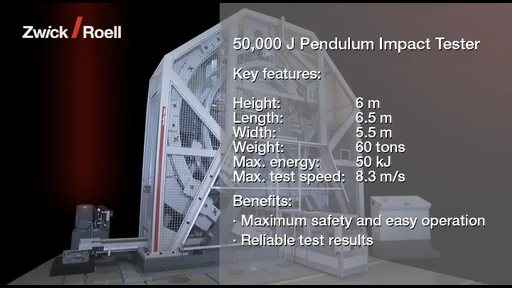 Zwick / Roell
50,000 J Pendulum Impact Tester
Key features:
Height: 6 m
Length: 6.5 m
Width: 5.5 m
Weight: 60 tons
Max. energy: 50 kJ
Max. test speed: 8.3 m/s
Benefits:
· Maximum safety and easy operation
· Reliable test results